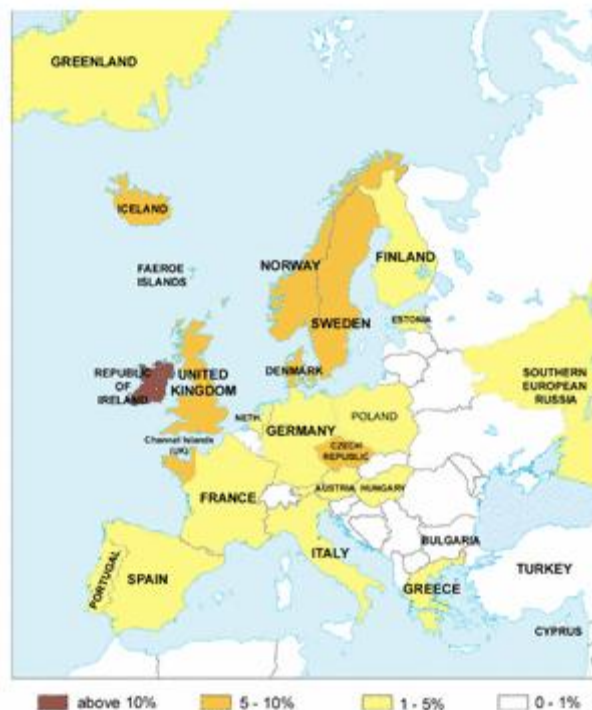 GREENLAND
ICELAND
FAEROE
ISLANDS
NORWAY
FINLAND
SWEDEN
ESTONIA
REPUBLIC
OF
IRELAND
UNITED
KINGDOM
DENMARK
SOUTHERN
EUROPEAN
RUSSIA
NETH.
Channel Islands
(UK)
GERMANY
POLAND
CZECH
REPUBLIC
AUSTRIA
HUNGARY
FRANCE
ITALY
BULGARIA
PORTUGAL
SPAIN
GREECE
TURKEY
CYPRUS
above 10%
5 - 10%
1 - 5%
0 - 1%